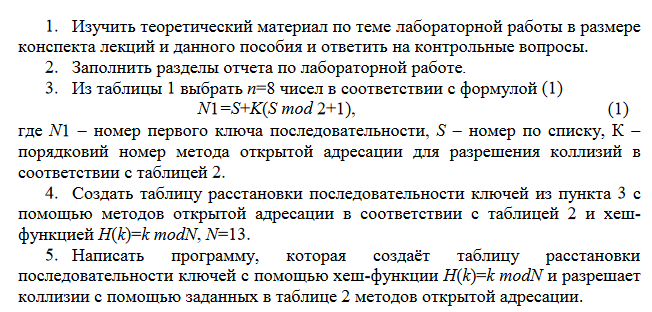 1. Изучить теоретический материал по теме лабораторной работы в размере
конспекта лекций и данного пособия и ответить на контрольные вопросы.
2. Заполнить разделы отчета по лабораторной работе.
3. Из таблицы 1 выбрать n=8 чисел в соответствии с формулой (1)
N1=S+K(S mod 2+1), (1)
где N1 – номер первого ключа последовательности, S – номер по списку, К –
порядковий номер метода открытой адресации для разрешения коллизий в
соответствии с таблицей 2.
4. Создать таблицу расстановки последовательности ключей из пункта 3 с
помощью методов открытой адресации в соответствии с таблицей 2 и хеш-
функцией H(k)=k modN, N=13.
5. Написать программу, которая создаёт таблицу расстановки
последовательности ключей с помощью хеш-функции H(k)=k modN и разрешает
коллизии с помощью заданных в таблице 2 методов открытой адресации.